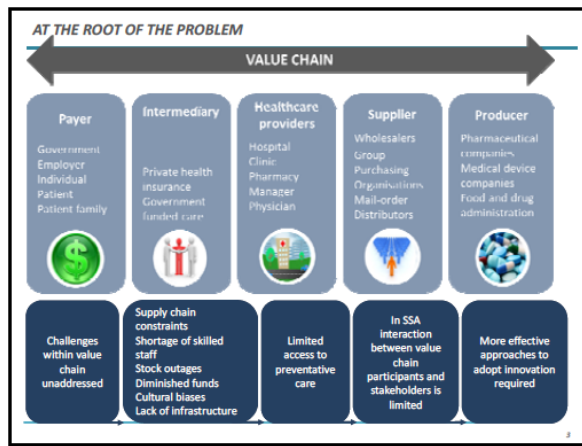 AT THE ROOT OF THE PROBLEM
VALUE CHAIN
Payer
Government
Employer
Individual
Patient
Patient family
Intermediary
Private health
insurance
Government
funded care
Healthcare
providers
Hospital
Clinic
Pharmacy
Manager
Physician
Supplier
Wholesalers
Group
Purchasing
Organisations
Mail-order
Distributors
Producer
Pharmaceutical
companies
Medical device
companies
Food and drug
administration
Challenges
within value
chain
unaddressed
Supply chain
constraints
Shortage of skilled
staff
Stock outages
Diminished funds
Cultural biases
Lack of infrastructure
Limited
access to
preventative
care
In SSA
interaction
between value
chain
participants and
stakeholders is
limited
More effective
approaches to
adopt innovation
required